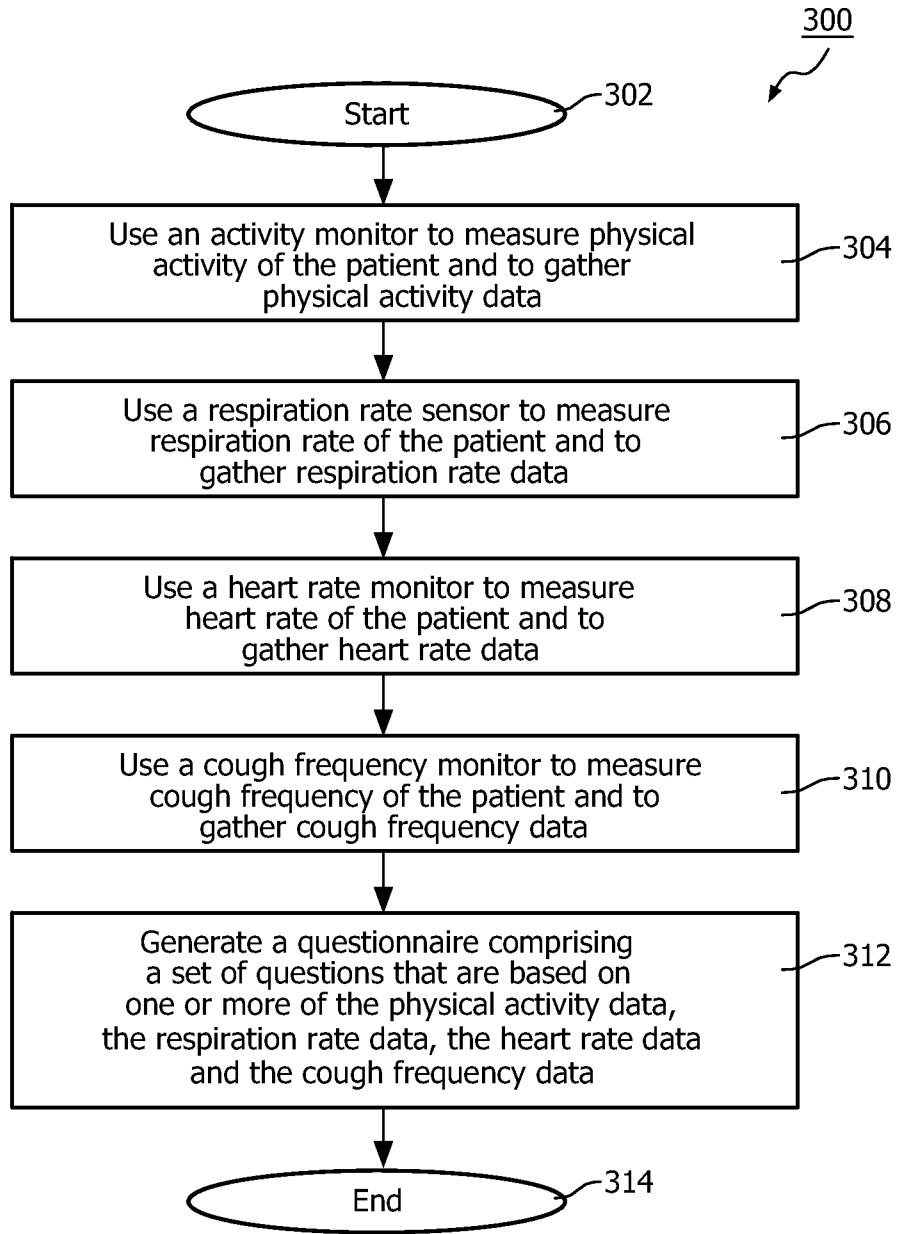 300
Start
302
Use an activity monitor to measure physical
activity of the patient and to gather
physical activity data
304
Use a respiration rate sensor to measure
respiration rate of the patient and to
gather respiration rate data
306
Use a heart rate monitor to measure
heart rate of the patient and to
gather heart rate data
308
Use a cough frequency monitor to measure
cough frequency of the patient and to
gather cough frequency data
310
Generate a questionnaire comprising
a set of questions that are based on
one or more of the physical activity data,
the respiration rate data, the heart rate data
and the cough frequency data
312
End
314